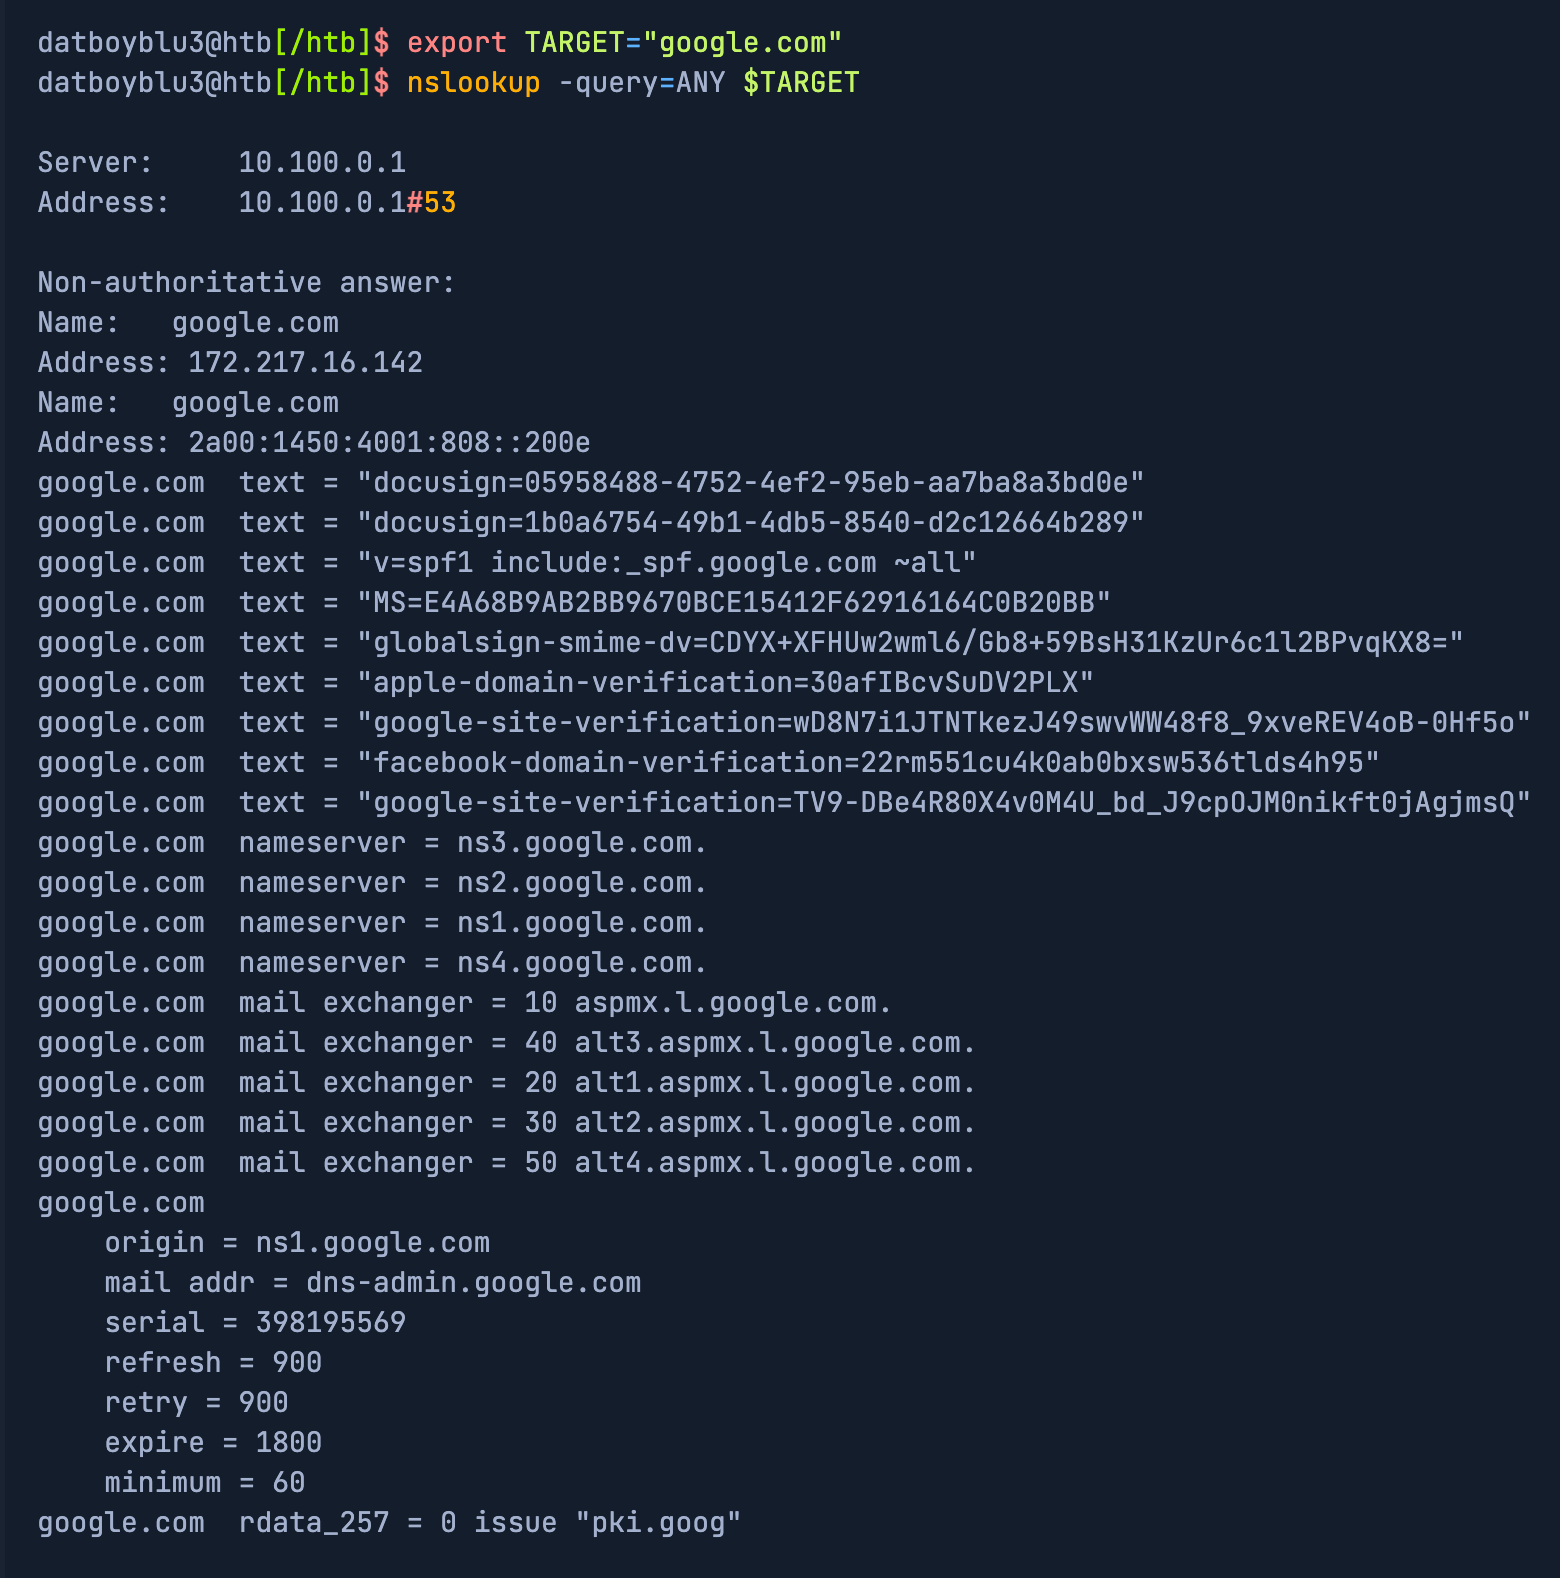 datboyblu3@htb[/htb]$ export TARGET="google.com"
datboyblu3@htb[/htb]$ nslookup -query=ANY $TARGET
Server:     10.100.0.1
Address:    10.100.0.1#53
Non-authoritative answer:
Name:   google.com
Address: 172.217.16.142
Name:   google.com
Address: 2a00:1450:4001:808::200e
google.com  text = "docusign=05958488-4752-4ef2-95eb-aa7ba8a3bd0e"
google.com  text = "docusign=1b0a6754-49b1-4db5-8540-d2c12664b289"
google.com  text = "v=spf1 include:_spf.google.com ~all"
google.com  text = "MS=E4A68B9AB2BB9670BCE15412F62916164C0B20BB"
google.com  text = "globalsign-smime-dv=CDYX+XFHUw2wml6/Gb8+59BsH31KzUr6c1l2BPvqKX8="
google.com  text = "apple-domain-verification=30afIBcvSuDV2PLX"
google.com  text = "google-site-verification=wD8N7i1JTNTkezJ49swvWW48f8_9xveREV4oB-0Hf5o"
google.com  text = "facebook-domain-verification=22rm551cu4k0ab0bxsw536tlds4h95"
google.com  text = "google-site-verification=TV9-DBe4R80X4v0M4U_bd_J9cpOJM0nikft0jAgjmsQ"
google.com  nameserver = ns3.google.com.
google.com  nameserver = ns2.google.com.
google.com  nameserver = ns1.google.com.
google.com  nameserver = ns4.google.com.
google.com  mail exchanger = 10 aspmx.l.google.com.
google.com  mail exchanger = 40 alt3.aspmx.l.google.com.
google.com  mail exchanger = 20 alt1.aspmx.l.google.com.
google.com  mail exchanger = 30 alt2.aspmx.l.google.com.
google.com  mail exchanger = 50 alt4.aspmx.l.google.com.
google.com
    origin = ns1.google.com
    mail addr = dns-admin.google.com
    serial = 398195569
    refresh = 900
    retry = 900
    expire = 1800
    minimum = 60
google.com  rdata_257 = 0 issue "pki.goog"